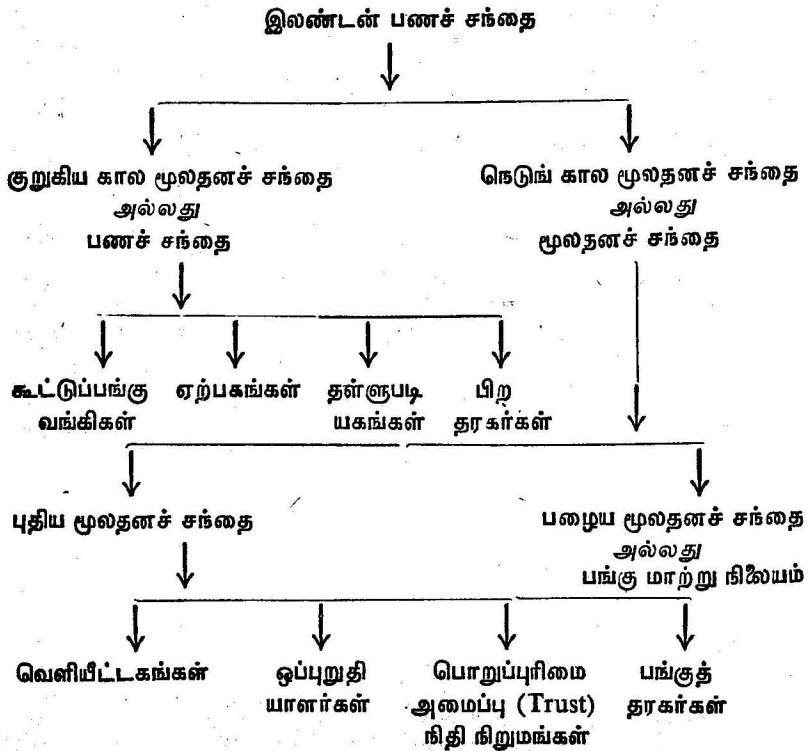 இலண்டன் பணச் சந்தை
குறுகிய கால மூலதனச் சந்தை
அல்லது
பணச் சந்தை
நெடுங் கால மூலதனச் சந்தை
அல்லது
மூலதனச் சந்தை
கூட்டுப்பங்கு
வங்கிகள்
ஏற்பகங்கள்
தள்ளுபடி
யகங்கள்
பிற
தரகர்கள்
புதிய மூலதனச் சந்தை
பழைய மூலதனச் சந்தை
அல்லது
பங்கு மாற்று நிலையம்
வெளியீட்டகங்கள்
ஒப்புறுதி
யாளர்கள்
பொறுப்புரிமை
அமைப்பு (Trust)
நிதி நிறுமங்கள்
பங்குத்
தரகர்கள்